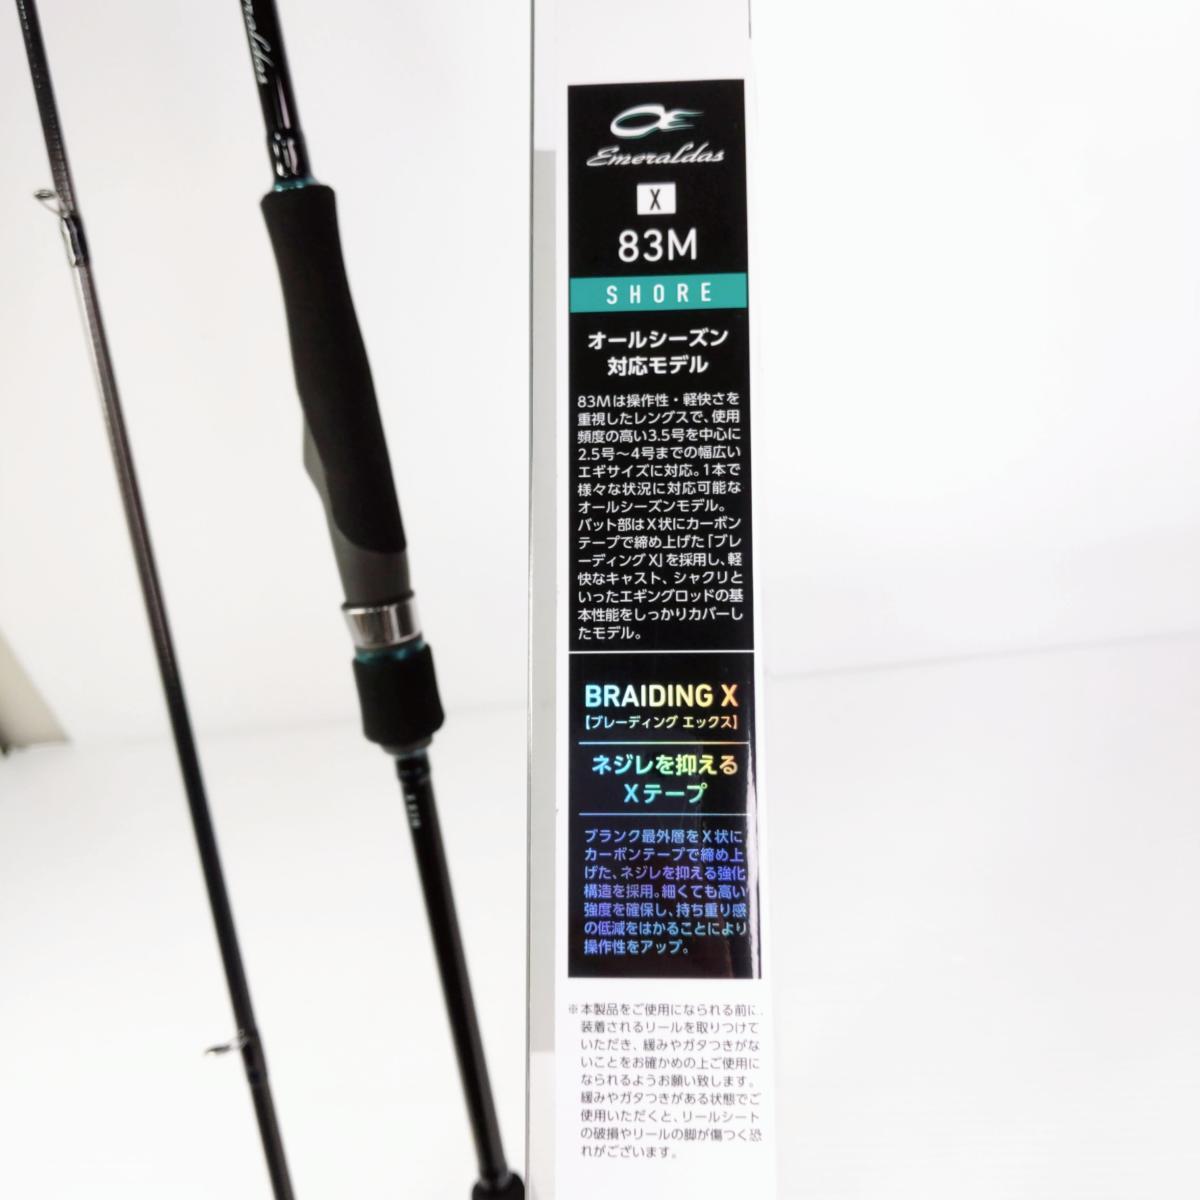 Emeraldas
X
83M
SHORE
オールシーズン
対応モデル
83Mは操作性・軽快さを
重視したレングスで、使用
頻度の高い3.5号を中心に
2.5号～4号までの幅広い
エギサイズに対応。1本で
様々な状況に対応可能な
オールシーズンモデル。
バット部はX状にカーボン
テープで締め上げた「ブレ
ーディングX」を採用し、軽
快なキャスト、シャクリと
いったエギングロッドの基
本性能をしっかりカバーし
たモデル。
BRAIDING X
[ブレーディング エックス]
ネジレを抑える
Xテープ
ブランク最外層をX状に
カーボンテープで締め上
げた、ネジレを抑える強化
構造を採用。細くても高い
強度を確保し、持ち重り感
の低減をはかることにより
操作性をアップ。
※本製品をご使用になられる前に、
装着されるリールを取りつけて
いただき、緩みやガタつきがな
いことをお確かめの上ご使用に
なられるようお願い致します。
緩みやガタつきがある状態でご
使用いただくと、リールシート
の破損やリールの脚が傷つく恐
れがございます。